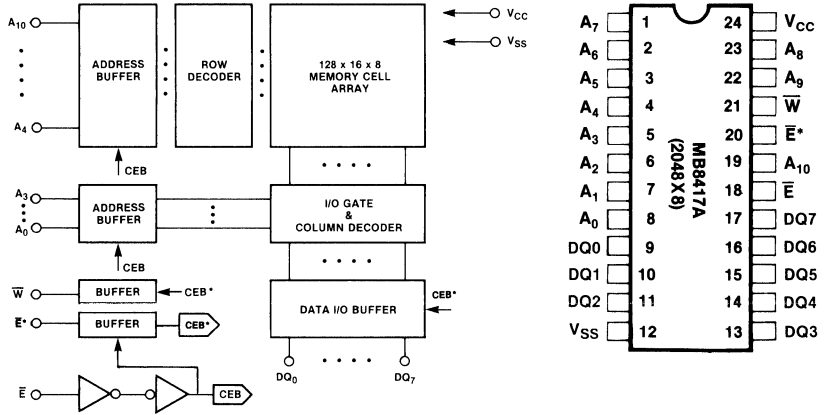 A10
A4
ADDRESS
BUFFER
CEB
ROW
DECODER
128 x 16 x 8
MEMORY CELL
ARRAY
VCC
VSS
A3
A0
ADDRESS
BUFFER
CEB
I/O GATE
&
COLUMN DECODER
W̅
BUFFER
CEB*
E̅*
BUFFER
CEB*
DATA I/O BUFFER
CEB*
DQ0
DQ7
E̅
CEB
A7 1 24 VCC
A6 2 23 A8
A5 3 22 A9
A4 4 21 W̅
A3 5 20 E̅*
A2 6 19 A10
A1 7 18 E̅
A0 8 17 DQ7
DQ0 9 16 DQ6
DQ1 10 15 DQ5
DQ2 11 14 DQ4
VSS 12 13 DQ3
MB8417A
(2048 X 8)